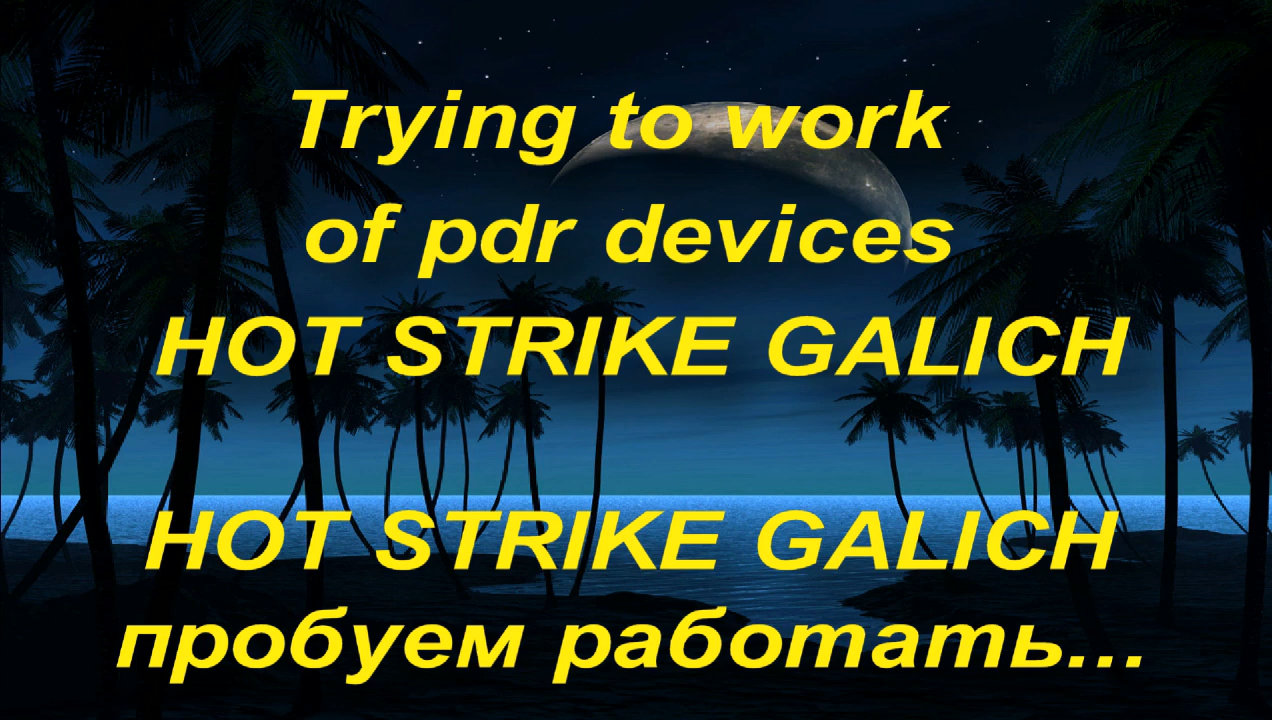 Trying to work
of pdr devices
HOT STRIKE GALICH
HOT STRIKE GALICH
пробуем работать...